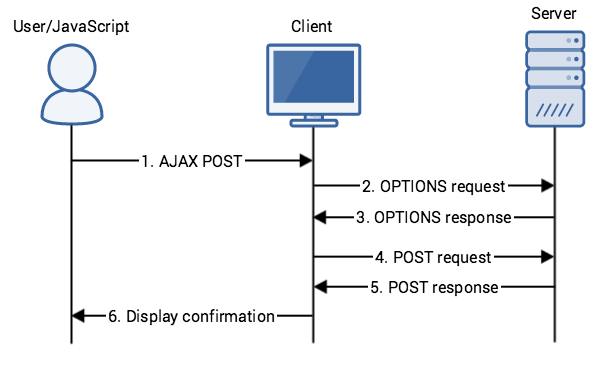 User/JavaScript
Client
Server
1. AJAX POST
2. OPTIONS request
3. OPTIONS response
4. POST request
5. POST response
6. Display confirmation